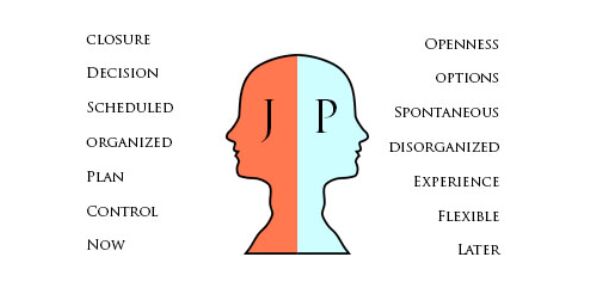 closure
Decision
Scheduled
organized
Plan
Control
Now
J P
Openness
options
Spontaneous
disorganized
Experience
Flexible
Later